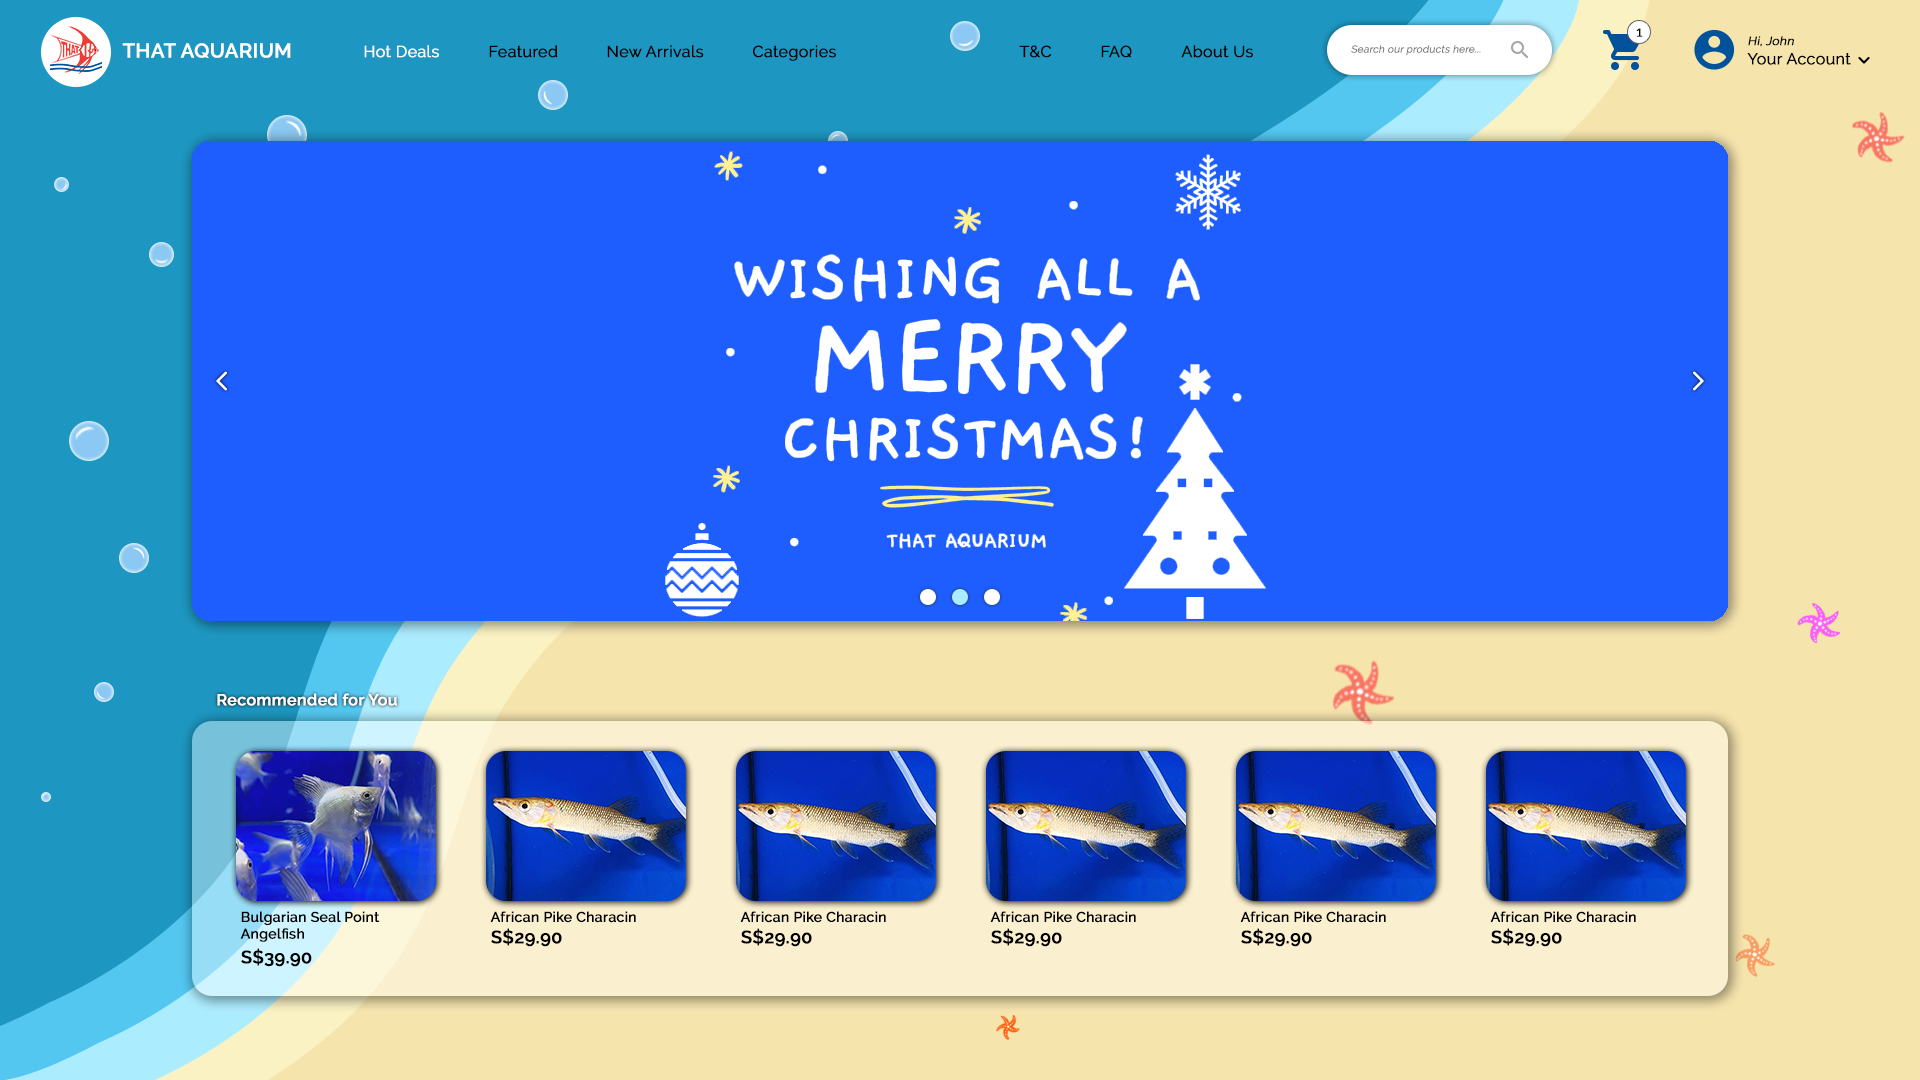 THAT
THAT AQUARIUM
Hot Deals
Featured
New Arrivals
Categories
T&C
FAQ
About Us
Search our products here...
1
Hi, John
Your Account
WISHING ALL A
MERRY
CHRISTMAS!
THAT AQUARIUM
Recommended for You
Bulgarian Seal Point
Angelfish
S$39.90
African Pike Characin
S$29.90
African Pike Characin
S$29.90
African Pike Characin
S$29.90
African Pike Characin
S$29.90
African Pike Characin
S$29.90